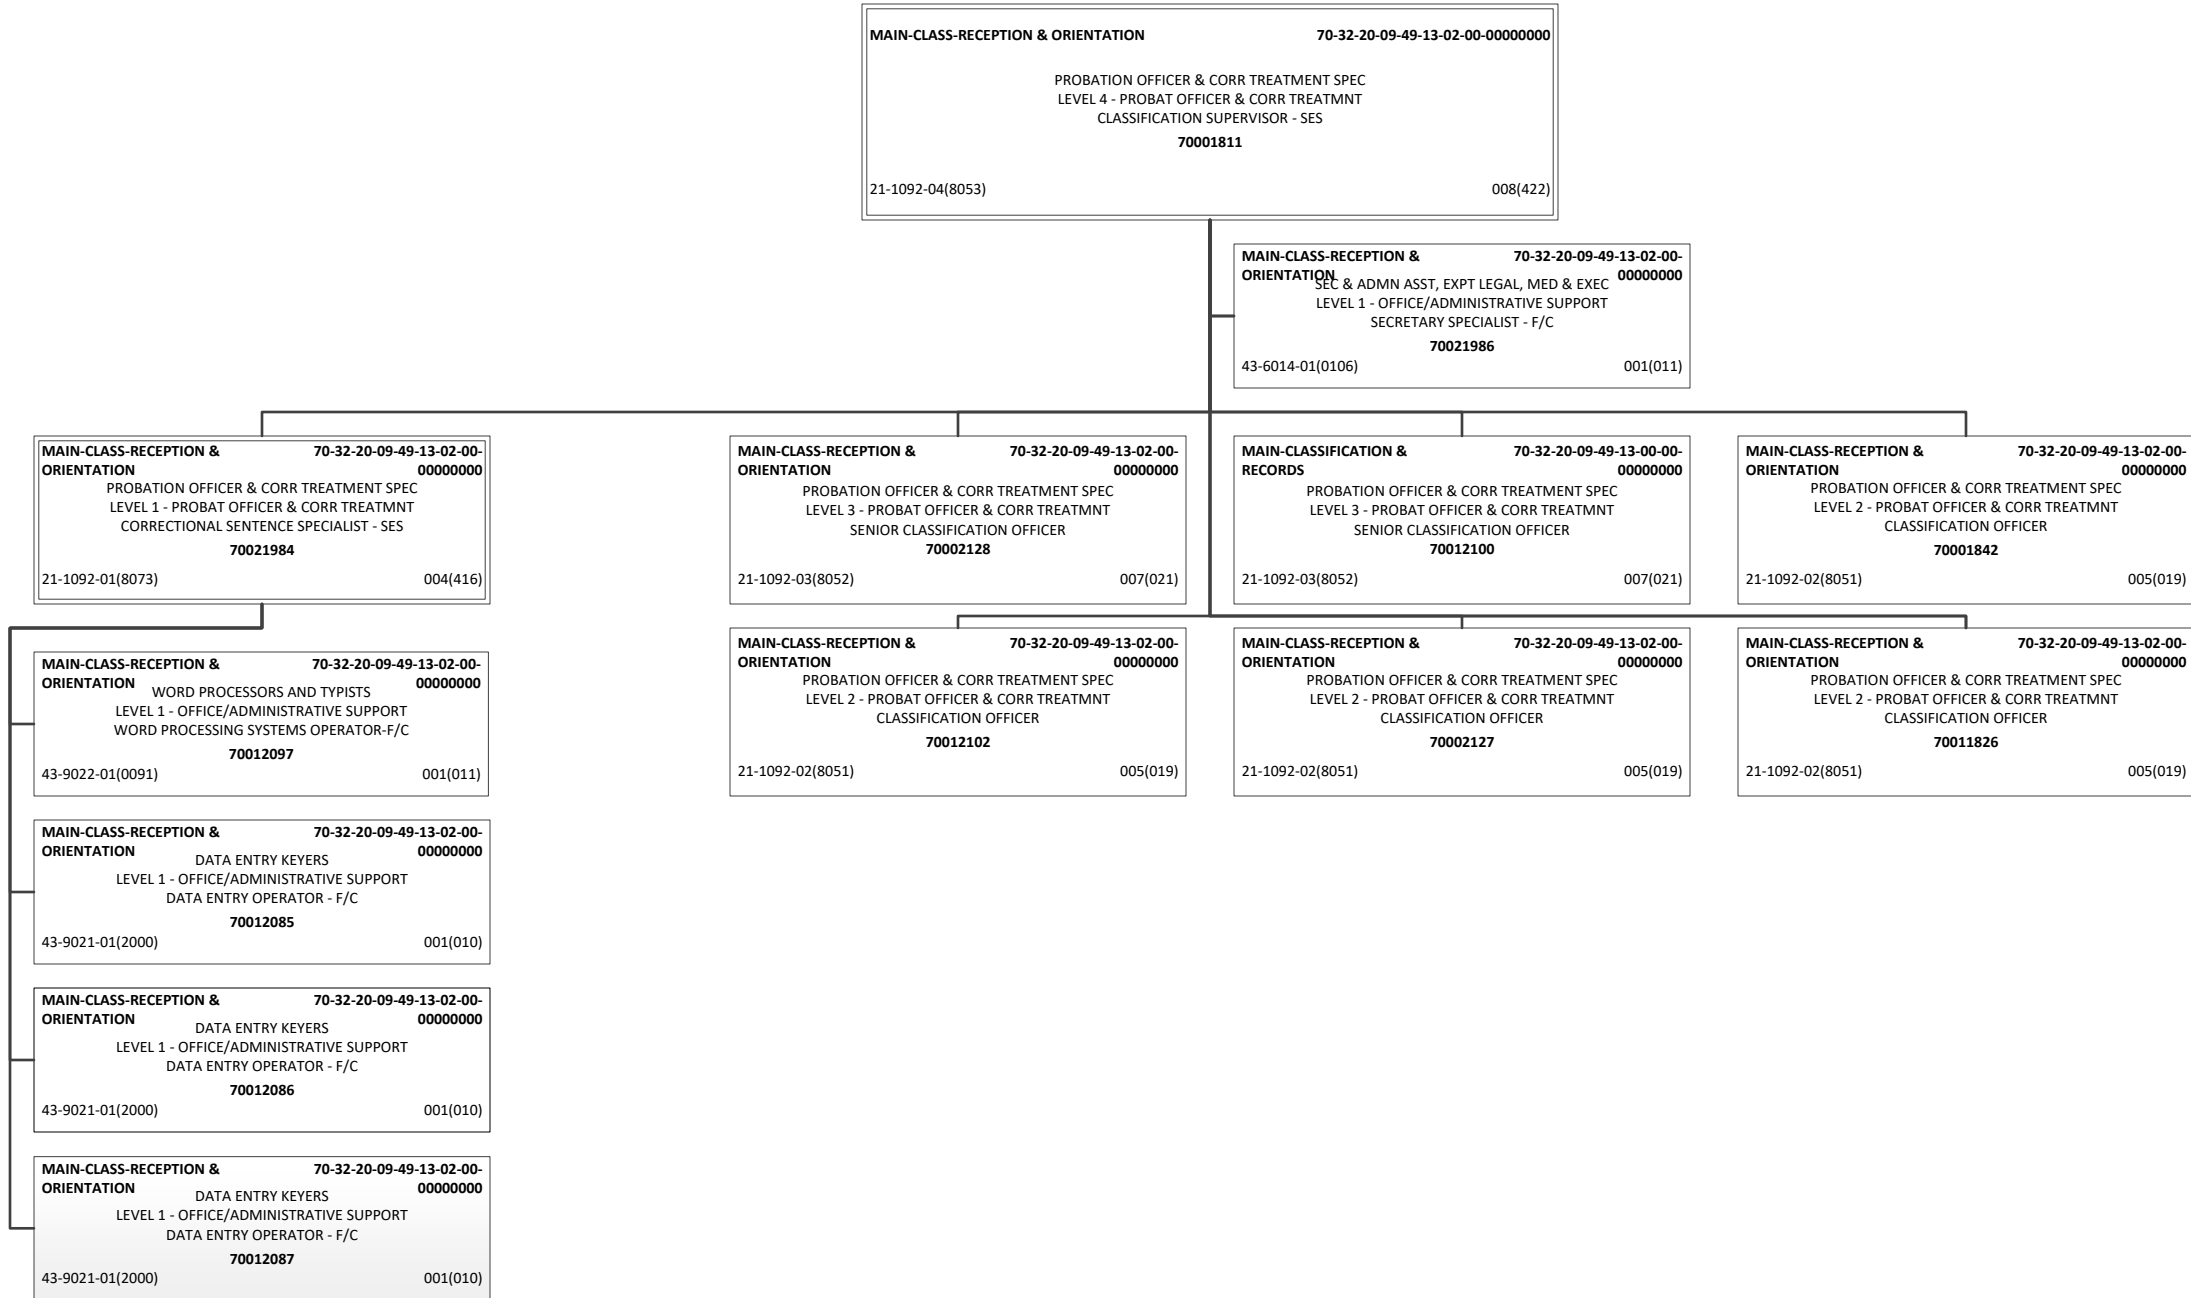 MAIN-CLASS-RECEPTION & ORIENTATION 70-32-20-09-49-13-02-00-00000000
PROBATION OFFICER & CORR TREATMENT SPEC
LEVEL 4 - PROBAT OFFICER & CORR TREATMNT
CLASSIFICATION SUPERVISOR - SES
70001811
21-1092-04(8053) 008(422)
MAIN-CLASS-RECEPTION & 70-32-20-09-49-13-02-00-
ORIENTATION 00000000
SEC & ADMN ASST, EXPT LEGAL, MED & EXEC
LEVEL 1 - OFFICE/ADMINISTRATIVE SUPPORT
SECRETARY SPECIALIST - F/C
70021986
43-6014-01(0106) 001(011)
MAIN-CLASS-RECEPTION & 70-32-20-09-49-13-02-00-
ORIENTATION 00000000
PROBATION OFFICER & CORR TREATMENT SPEC
LEVEL 1 - PROBAT OFFICER & CORR TREATMNT
CORRECTIONAL SENTENCE SPECIALIST - SES
70021984
21-1092-01(8073) 004(416)
MAIN-CLASS-RECEPTION & 70-32-20-09-49-13-02-00-
ORIENTATION 00000000
PROBATION OFFICER & CORR TREATMENT SPEC
LEVEL 3 - PROBAT OFFICER & CORR TREATMNT
SENIOR CLASSIFICATION OFFICER
70002128
21-1092-03(8052) 007(021)
MAIN-CLASSIFICATION & 70-32-20-09-49-13-00-00-
RECORDS 00000000
PROBATION OFFICER & CORR TREATMENT SPEC
LEVEL 3 - PROBAT OFFICER & CORR TREATMNT
SENIOR CLASSIFICATION OFFICER
70012100
21-1092-03(8052) 007(021)
MAIN-CLASS-RECEPTION & 70-32-20-09-49-13-02-00-
ORIENTATION 00000000
PROBATION OFFICER & CORR TREATMENT SPEC
LEVEL 2 - PROBAT OFFICER & CORR TREATMNT
CLASSIFICATION OFFICER
70001842
21-1092-02(8051) 005(019)
MAIN-CLASS-RECEPTION & 70-32-20-09-49-13-02-00-
ORIENTATION 00000000
PROBATION OFFICER & CORR TREATMENT SPEC
LEVEL 2 - PROBAT OFFICER & CORR TREATMNT
CLASSIFICATION OFFICER
70012102
21-1092-02(8051) 005(019)
MAIN-CLASS-RECEPTION & 70-32-20-09-49-13-02-00-
ORIENTATION 00000000
PROBATION OFFICER & CORR TREATMENT SPEC
LEVEL 2 - PROBAT OFFICER & CORR TREATMNT
CLASSIFICATION OFFICER
70002127
21-1092-02(8051) 005(019)
MAIN-CLASS-RECEPTION & 70-32-20-09-49-13-02-00-
ORIENTATION 00000000
PROBATION OFFICER & CORR TREATMENT SPEC
LEVEL 2 - PROBAT OFFICER & CORR TREATMNT
CLASSIFICATION OFFICER
70011826
21-1092-02(8051) 005(019)
MAIN-CLASS-RECEPTION & 70-32-20-09-49-13-02-00-
ORIENTATION 00000000
WORD PROCESSORS AND TYPISTS
LEVEL 1 - OFFICE/ADMINISTRATIVE SUPPORT
WORD PROCESSING SYSTEMS OPERATOR-F/C
70012097
43-9022-01(0091) 001(011)
MAIN-CLASS-RECEPTION & 70-32-20-09-49-13-02-00-
ORIENTATION 00000000
DATA ENTRY KEYERS
LEVEL 1 - OFFICE/ADMINISTRATIVE SUPPORT
DATA ENTRY OPERATOR - F/C
70012085
43-9021-01(2000) 001(010)
MAIN-CLASS-RECEPTION & 70-32-20-09-49-13-02-00-
ORIENTATION 00000000
DATA ENTRY KEYERS
LEVEL 1 - OFFICE/ADMINISTRATIVE SUPPORT
DATA ENTRY OPERATOR - F/C
70012086
43-9021-01(2000) 001(010)
MAIN-CLASS-RECEPTION & 70-32-20-09-49-13-02-00-
ORIENTATION 00000000
DATA ENTRY KEYERS
LEVEL 1 - OFFICE/ADMINISTRATIVE SUPPORT
DATA ENTRY OPERATOR - F/C
70012087
43-9021-01(2000) 001(010)